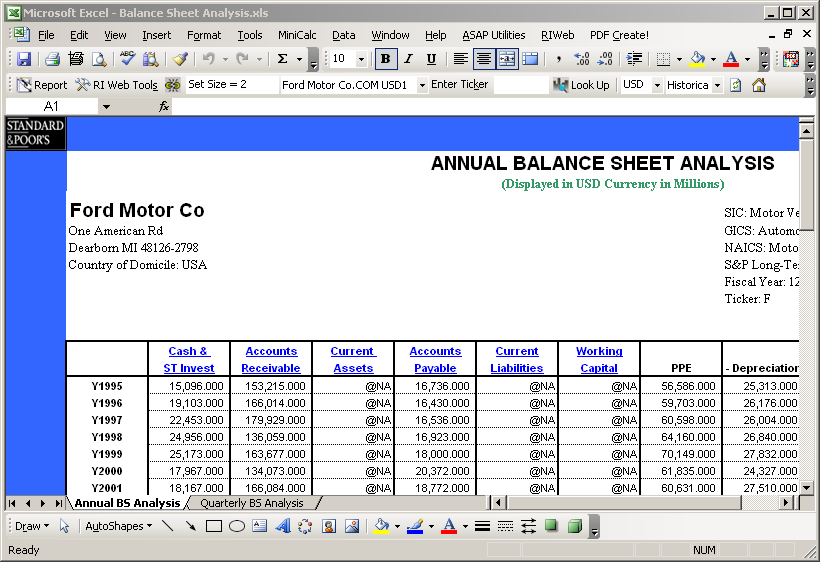 Microsoft Excel - Balance Sheet Analysis.xls
File Edit View Insert Format Tools MiniCalc Data Window Help ASAP Utilities RIWeb PDF Create!
Σ 10 B I U
Report RI Web Tools Set Size = 2 Ford Motor Co.COM USD1 Enter Ticker Look Up USD Historica
A1 fx
STANDARD
&POOR'S
ANNUAL BALANCE SHEET ANALYSIS
(Displayed in USD Currency in Millions)
Ford Motor Co
One American Rd
Dearborn MI 48126-2798
Country of Domicile: USA
SIC: Motor Ve
GICS: Automo
NAICS: Moto
S&P Long-Te
Fiscal Year: 12
Ticker: F
Cash & Accounts Current Accounts Current Working
ST Invest Receivable Assets Payable Liabilities Capital PPE - Depreciation
Y1995 15,096.000 153,215.000 @NA 16,736.000 @NA @NA 56,586.000 25,313.000
Y1996 19,103.000 166,014.000 @NA 16,430.000 @NA @NA 59,703.000 26,176.000
Y1997 22,453.000 179,929.000 @NA 16,536.000 @NA @NA 60,598.000 26,004.000
Y1998 24,956.000 136,059.000 @NA 16,923.000 @NA @NA 64,160.000 26,840.000
Y1999 25,173.000 163,677.000 @NA 18,000.000 @NA @NA 70,149.000 27,832.000
Y2000 17,967.000 134,073.000 @NA 20,372.000 @NA @NA 61,835.000 24,327.000
Y2001 18,167.000 166,084.000 @NA 18,772.000 @NA @NA 60,631.000 27,510.000
Annual BS Analysis Quarterly BS Analysis
Draw AutoShapes
Ready NUM